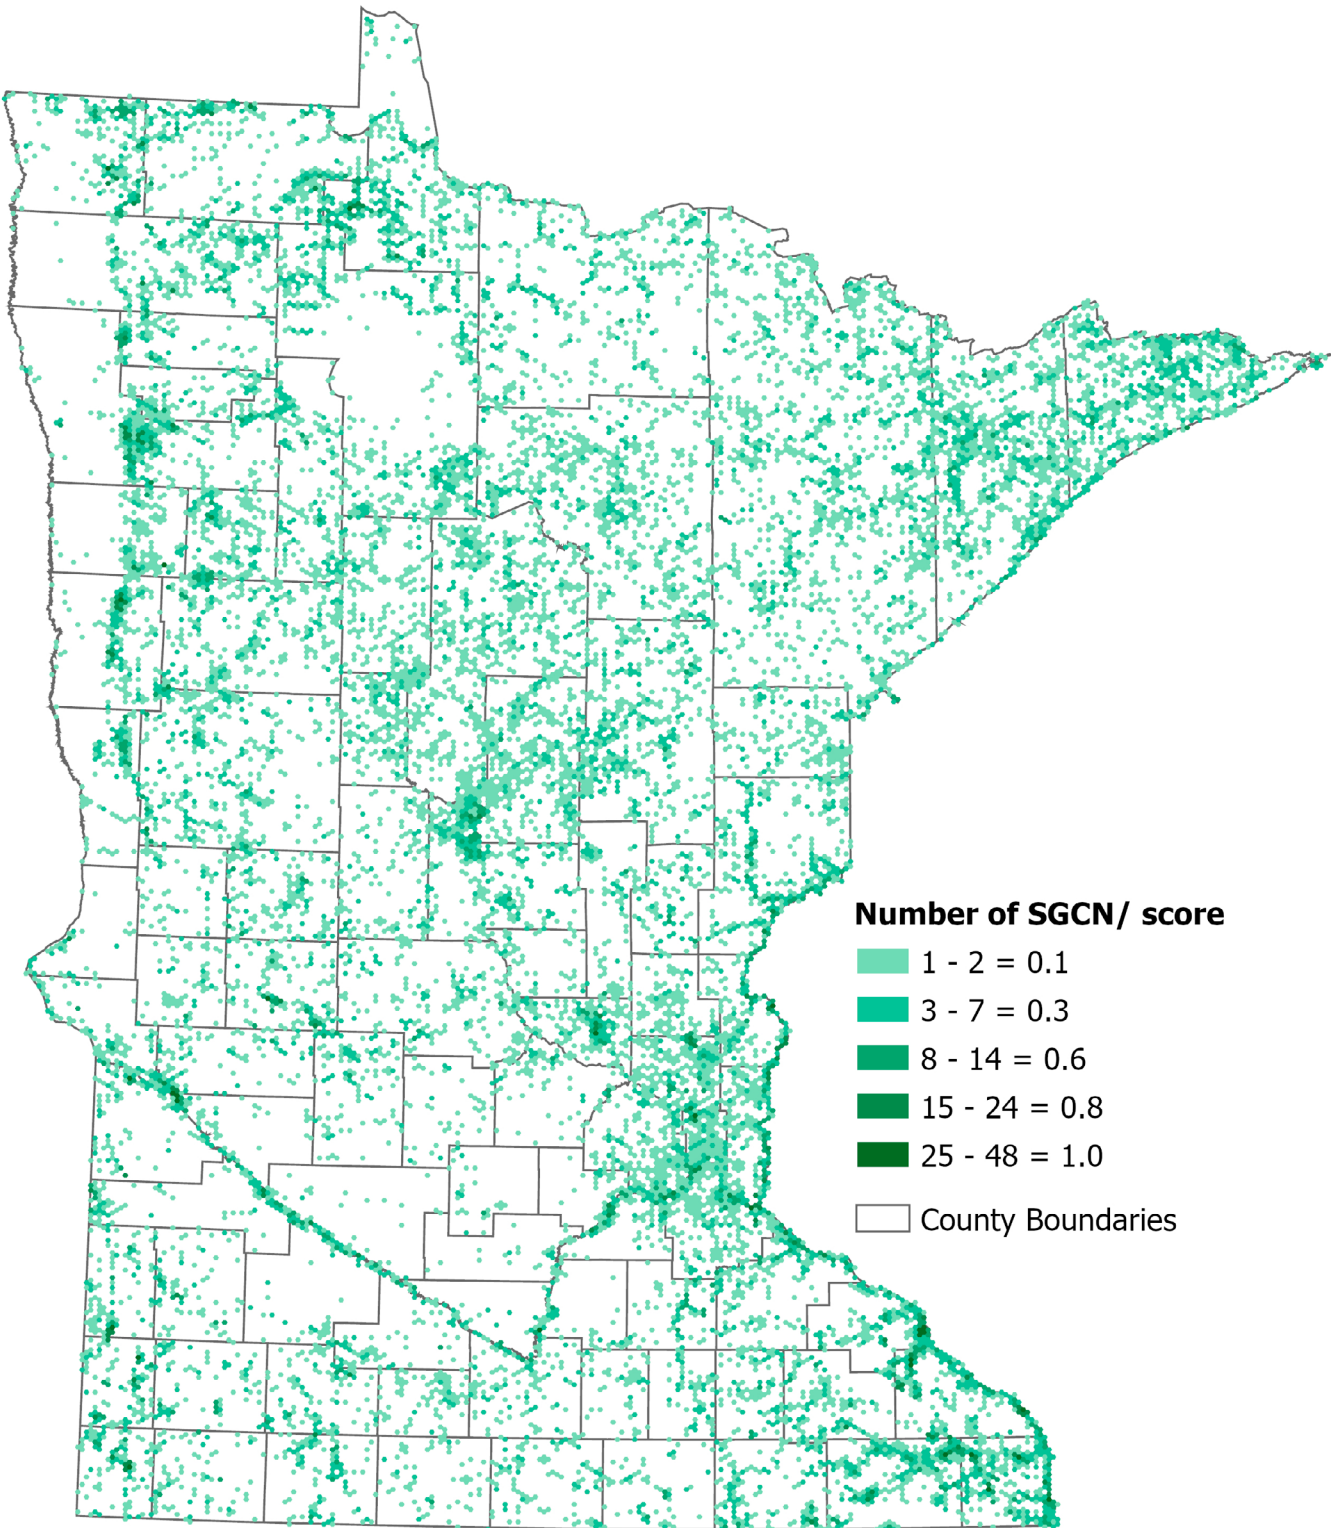 Number of SGCN/ score
1 - 2 = 0.1
3 - 7 = 0.3
8 - 14 = 0.6
15 - 24 = 0.8
25 - 48 = 1.0
County Boundaries